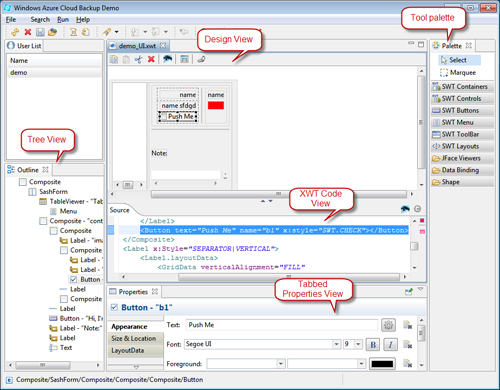 Windows Azure Cloud Backup Demo
File Search Run Help
User List
Name
demo
Tree View
Outline
Composite
SashForm
TableViewer - "Ta
Menu
Composite - "cont
Composite
Label - "ima
Composite
Label - "
Label - "
Button
Label
Composite
Label
Button - "Hi, I'
Label - "Note:"
Label
Text
demo_UI.xwt
Design View
name
name
name sfdgd
Push Me
Note:
XWT Code
View
Source
</Label>
<Button text="Push Me" name="b1" x:style="SWT.CHECK"></Button>
</Composite>
<Label x:Style="SEPARATOR|VERTICAL">
<Label.layoutData>
<GridData verticalAlignment="FILL"
Tabbed
Properties View
Properties
Button - "b1"
Appearance
Size & Location
LayoutData
Text: Push Me
Font: Segoe UI 9 B I
Foreground:
Tool palette
Palette
Select
Marquee
SWT Containers
SWT Controls
SWT Buttons
SWT Menu
SWT ToolBar
SWT Layouts
JFace Viewers
Data Binding
Shape
Composite/SashForm/Composite/Composite/Composite/Button